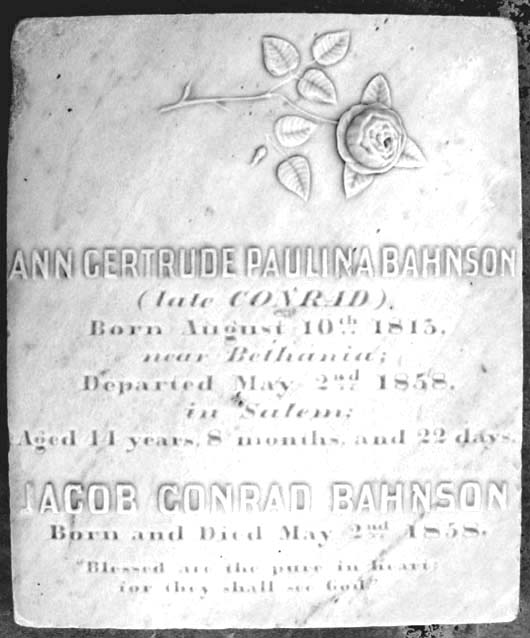 ANN GERTRUDE PAULINA BAHNSON
(late CONRAD),
Born August 10th 1813.
near Bethania;
Departed May 2nd 1858.
in Salem;
Aged 44 years, 8 months, and 22 days.
JACOB CONRAD BAHNSON
Born and Died May 2nd 1858.
"Blessed are the pure in heart;
for they shall see God"